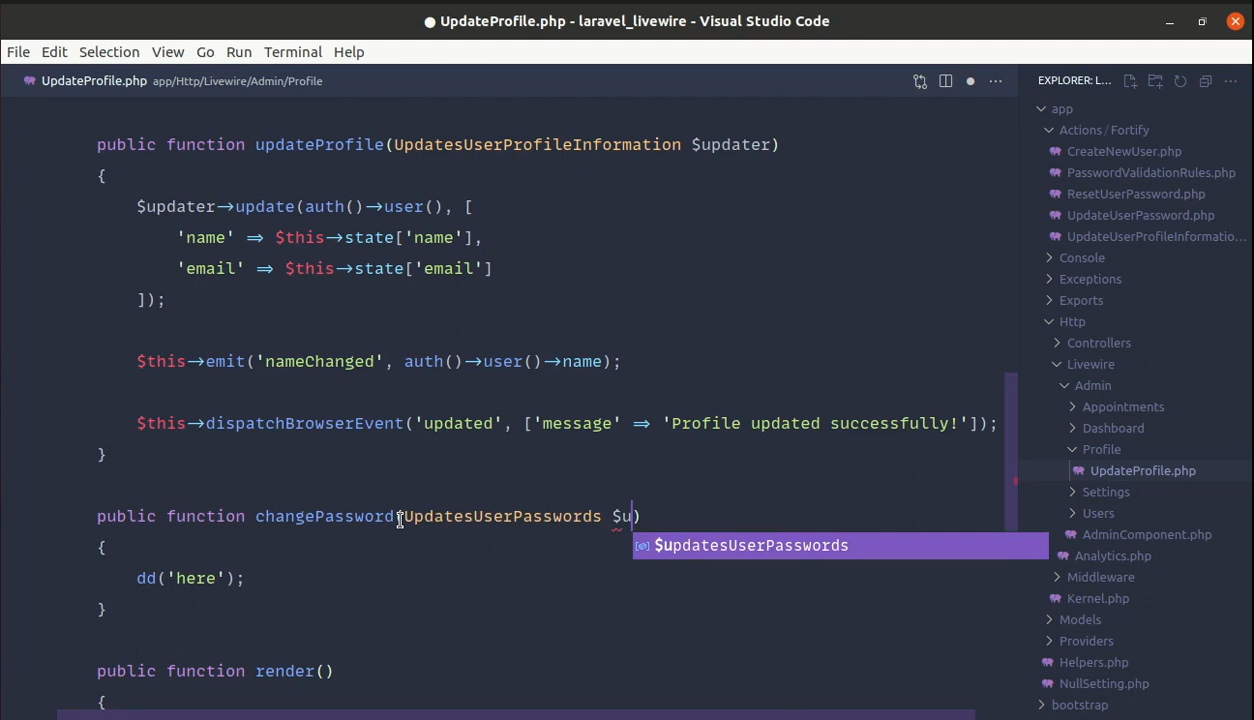 ● UpdateProfile.php - laravel_livewire - Visual Studio Code
File Edit Selection View Go Run Terminal Help
UpdateProfile.php app/Http/Livewire/Admin/Profile
public function updateProfile(UpdatesUserProfileInformation $updater)
{
$updater->update(auth()->user(), [
'name' => $this->state['name'],
'email' => $this->state['email']
]);
$this->emit('nameChanged', auth()->user()->name);
$this->dispatchBrowserEvent('updated', ['message' => 'Profile updated successfully!']);
}
public function changePassword(UpdatesUserPasswords $u)
$updatesUserPasswords
{
dd('here');
}
public function render()
{
EXPLORER: L...
app
Actions / Fortify
CreateNewUser.php
PasswordValidationRules.php
ResetUserPassword.php
UpdateUserPassword.php
UpdateUserProfileInformatio...
Console
Exceptions
Exports
Http
Controllers
Livewire
Admin
Appointments
Dashboard
Profile
UpdateProfile.php
Settings
Users
AdminComponent.php
Analytics.php
Middleware
Kernel.php
Models
Providers
Helpers.php
NullSetting.php
bootstrap